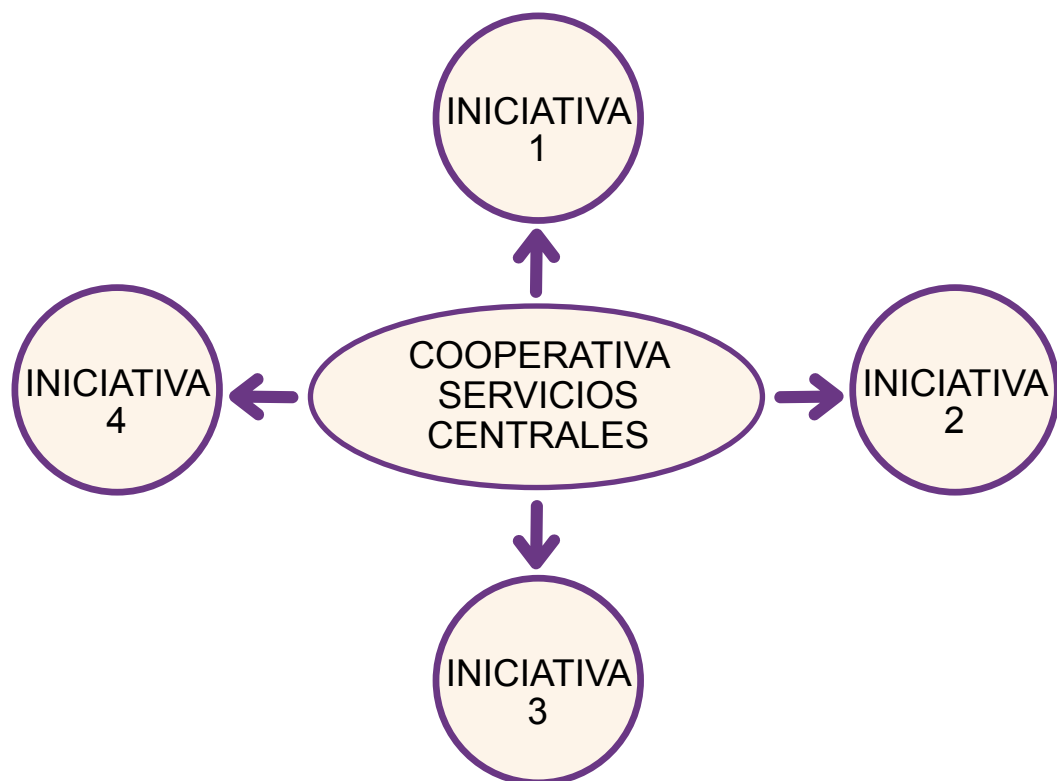 INICIATIVA
1
COOPERATIVA
SERVICIOS
CENTRALES
INICIATIVA
4
INICIATIVA
2
INICIATIVA
3